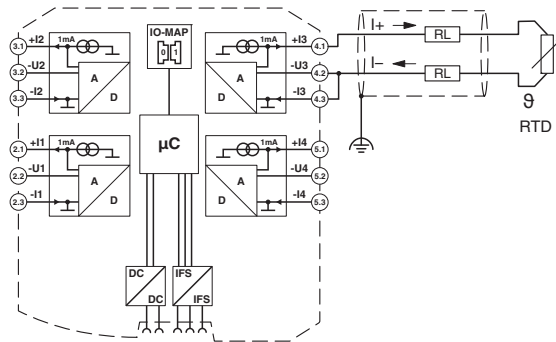 3.1 +I2 1mA
3.2 -U2 A
3.3 -I2 D
IO-MAP
0 1
1mA +I3 4.1
A -U3 4.2
D -I3 4.3
I+ RL
I- RL
ϑ
RTD
2.1 +I1 1mA
2.2 -U1 A
2.3 -I1 D
µC
1mA +I4 5.1
A -U4 5.2
D -I4 5.3
DC IFS
DC IFS